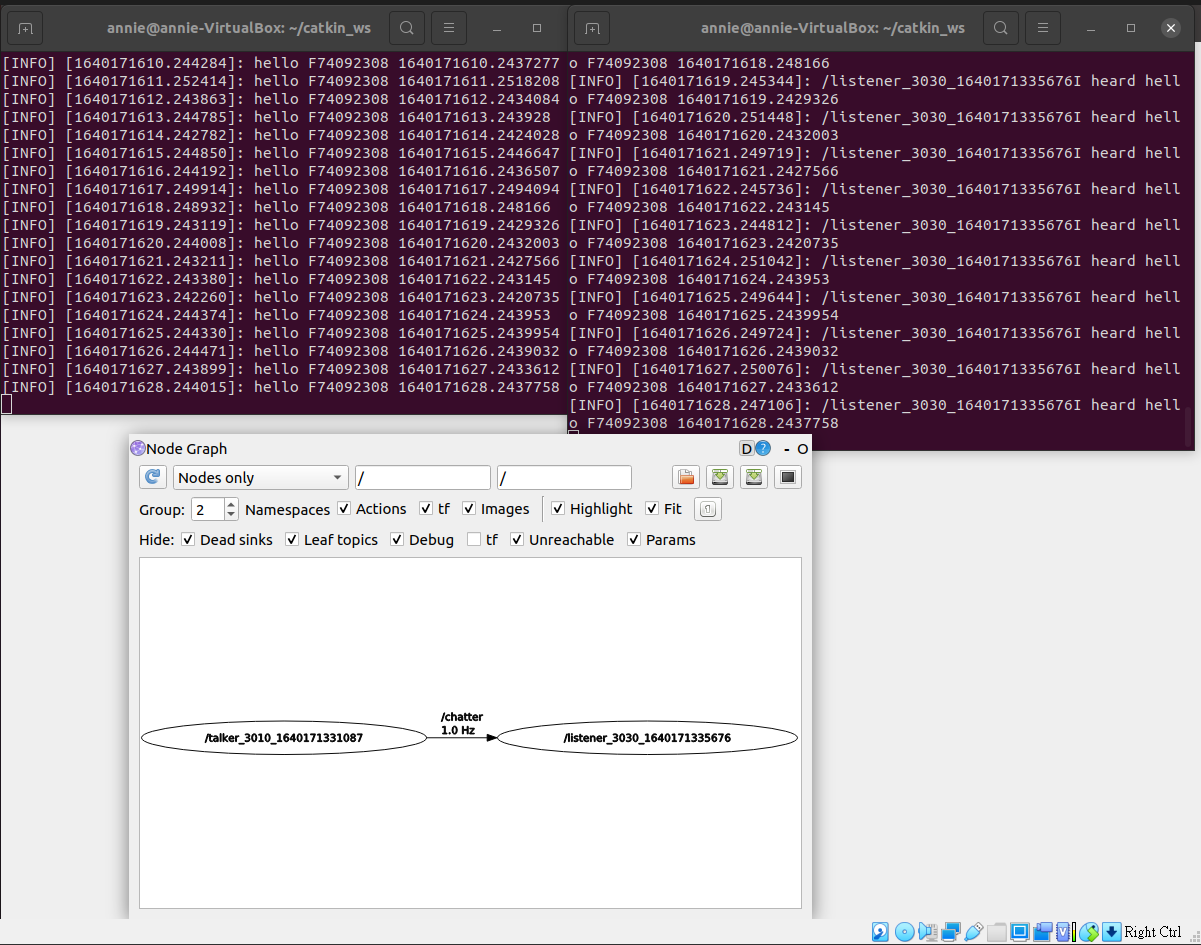 annie@annie-VirtualBox: ~/catkin_ws
[INFO] [1640171610.244284]: hello F74092308 1640171610.2437277
[INFO] [1640171611.252414]: hello F74092308 1640171611.2518208
[INFO] [1640171612.243863]: hello F74092308 1640171612.2434084
[INFO] [1640171613.244785]: hello F74092308 1640171613.243928
[INFO] [1640171614.242782]: hello F74092308 1640171614.2424028
[INFO] [1640171615.244850]: hello F74092308 1640171615.2446647
[INFO] [1640171616.244192]: hello F74092308 1640171616.2436507
[INFO] [1640171617.249914]: hello F74092308 1640171617.2494094
[INFO] [1640171618.248932]: hello F74092308 1640171618.248166
[INFO] [1640171619.243119]: hello F74092308 1640171619.2429326
[INFO] [1640171620.244008]: hello F74092308 1640171620.2432003
[INFO] [1640171621.243211]: hello F74092308 1640171621.2427566
[INFO] [1640171622.243380]: hello F74092308 1640171622.243145
[INFO] [1640171623.242260]: hello F74092308 1640171623.2420735
[INFO] [1640171624.244374]: hello F74092308 1640171624.243953
[INFO] [1640171625.244330]: hello F74092308 1640171625.2439954
[INFO] [1640171626.244471]: hello F74092308 1640171626.2439032
[INFO] [1640171627.243899]: hello F74092308 1640171627.2433612
[INFO] [1640171628.244015]: hello F74092308 1640171628.2437758
annie@annie-VirtualBox: ~/catkin_ws
o F74092308 1640171618.248166
[INFO] [1640171619.245344]: /listener_3030_1640171335676I heard hell
o F74092308 1640171619.2429326
[INFO] [1640171620.251448]: /listener_3030_1640171335676I heard hell
o F74092308 1640171620.2432003
[INFO] [1640171621.249719]: /listener_3030_1640171335676I heard hell
o F74092308 1640171621.2427566
[INFO] [1640171622.245736]: /listener_3030_1640171335676I heard hell
o F74092308 1640171622.243145
[INFO] [1640171623.244812]: /listener_3030_1640171335676I heard hell
o F74092308 1640171623.2420735
[INFO] [1640171624.251042]: /listener_3030_1640171335676I heard hell
o F74092308 1640171624.243953
[INFO] [1640171625.249644]: /listener_3030_1640171335676I heard hell
o F74092308 1640171625.2439954
[INFO] [1640171626.249724]: /listener_3030_1640171335676I heard hell
o F74092308 1640171626.2439032
[INFO] [1640171627.250076]: /listener_3030_1640171335676I heard hell
o F74092308 1640171627.2433612
[INFO] [1640171628.247106]: /listener_3030_1640171335676I heard hell
o F74092308 1640171628.2437758
Node Graph D ? - O
Nodes only / /
Group: 2 Namespaces Actions tf Images Highlight Fit
Hide: Dead sinks Leaf topics Debug tf Unreachable Params
/chatter
1.0 Hz
/talker_3010_1640171331087 /listener_3030_1640171335676
Right Ctrl